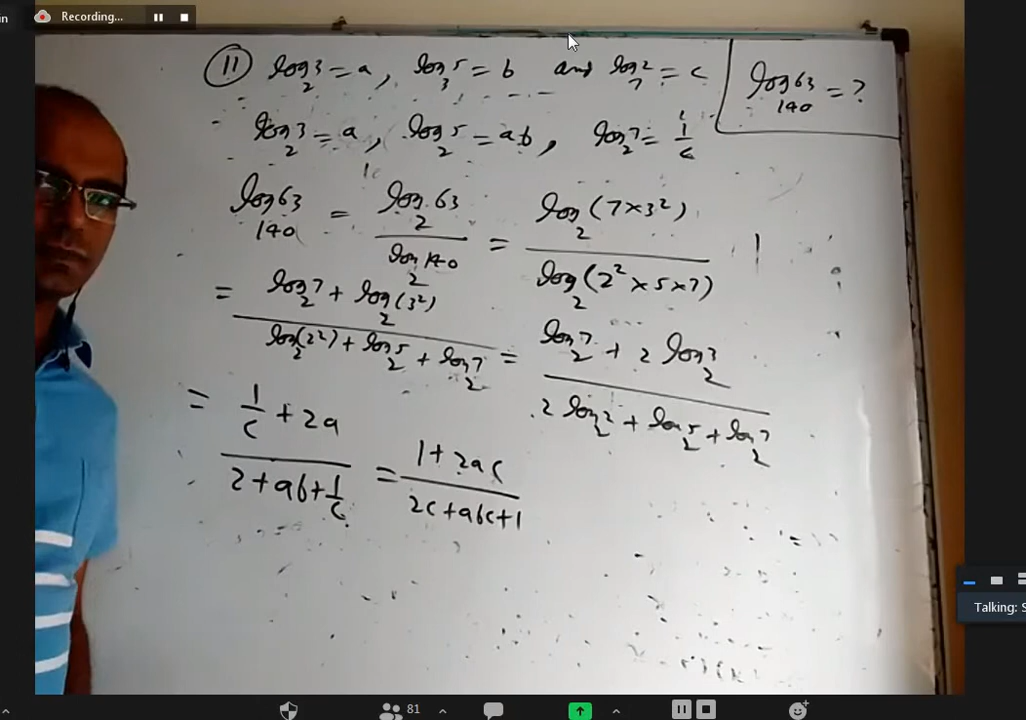 in Recording...
⑪ log₂3 = a, log₃5 = b and log₇2 = c
log₁₄₀63 = ?
log₂3 = a, log₂5 = ab, log₂7 = 1/c
log₁₄₀63 = log₂63 / log₂140 = log₂(7×3²) / log₂(2²×5×7)
= (log₂7 + log₂(3²)) / (log₂(2²) + log₂5 + log₂7) = (log₂7 + 2 log₂3) / (2 log₂2 + log₂5 + log₂7)
= (1/c + 2a) / (2 + ab + 1/c) = (1 + 2ac) / (2c + abc + 1)
Talking: S
81